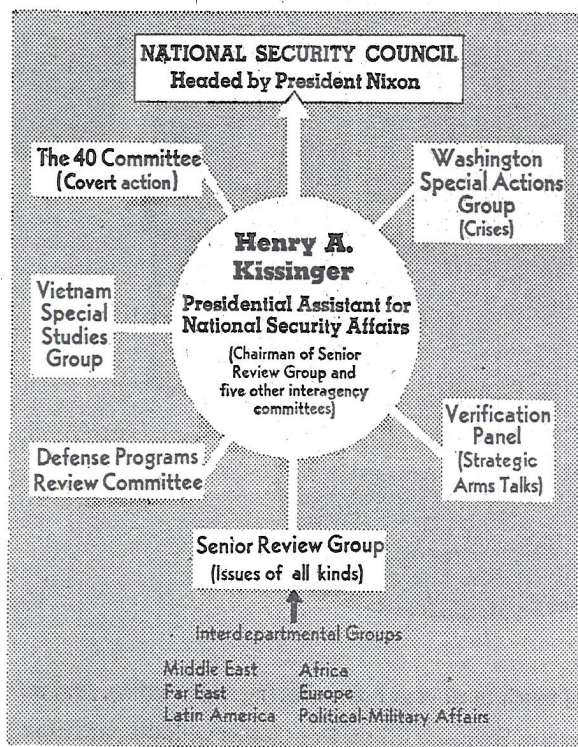 NATIONAL SECURITY COUNCIL
Headed by President Nixon
The 40 Committee
(Covert action)
Washington
Special Actions
Group
(Crises)
Henry A.
Kissinger
Presidential Assistant for
National Security Affairs
(Chairman of Senior
Review Group and
five other interagency
committees)
Vietnam
Special
Studies
Group
Verification
Panel
(Strategic
Arms Talks)
Defense Programs
Review Committee
Senior Review Group
(Issues of all kinds)
Interdepartmental Groups
Middle East
Far East
Latin America
Africa
Europe
Political-Military Affairs